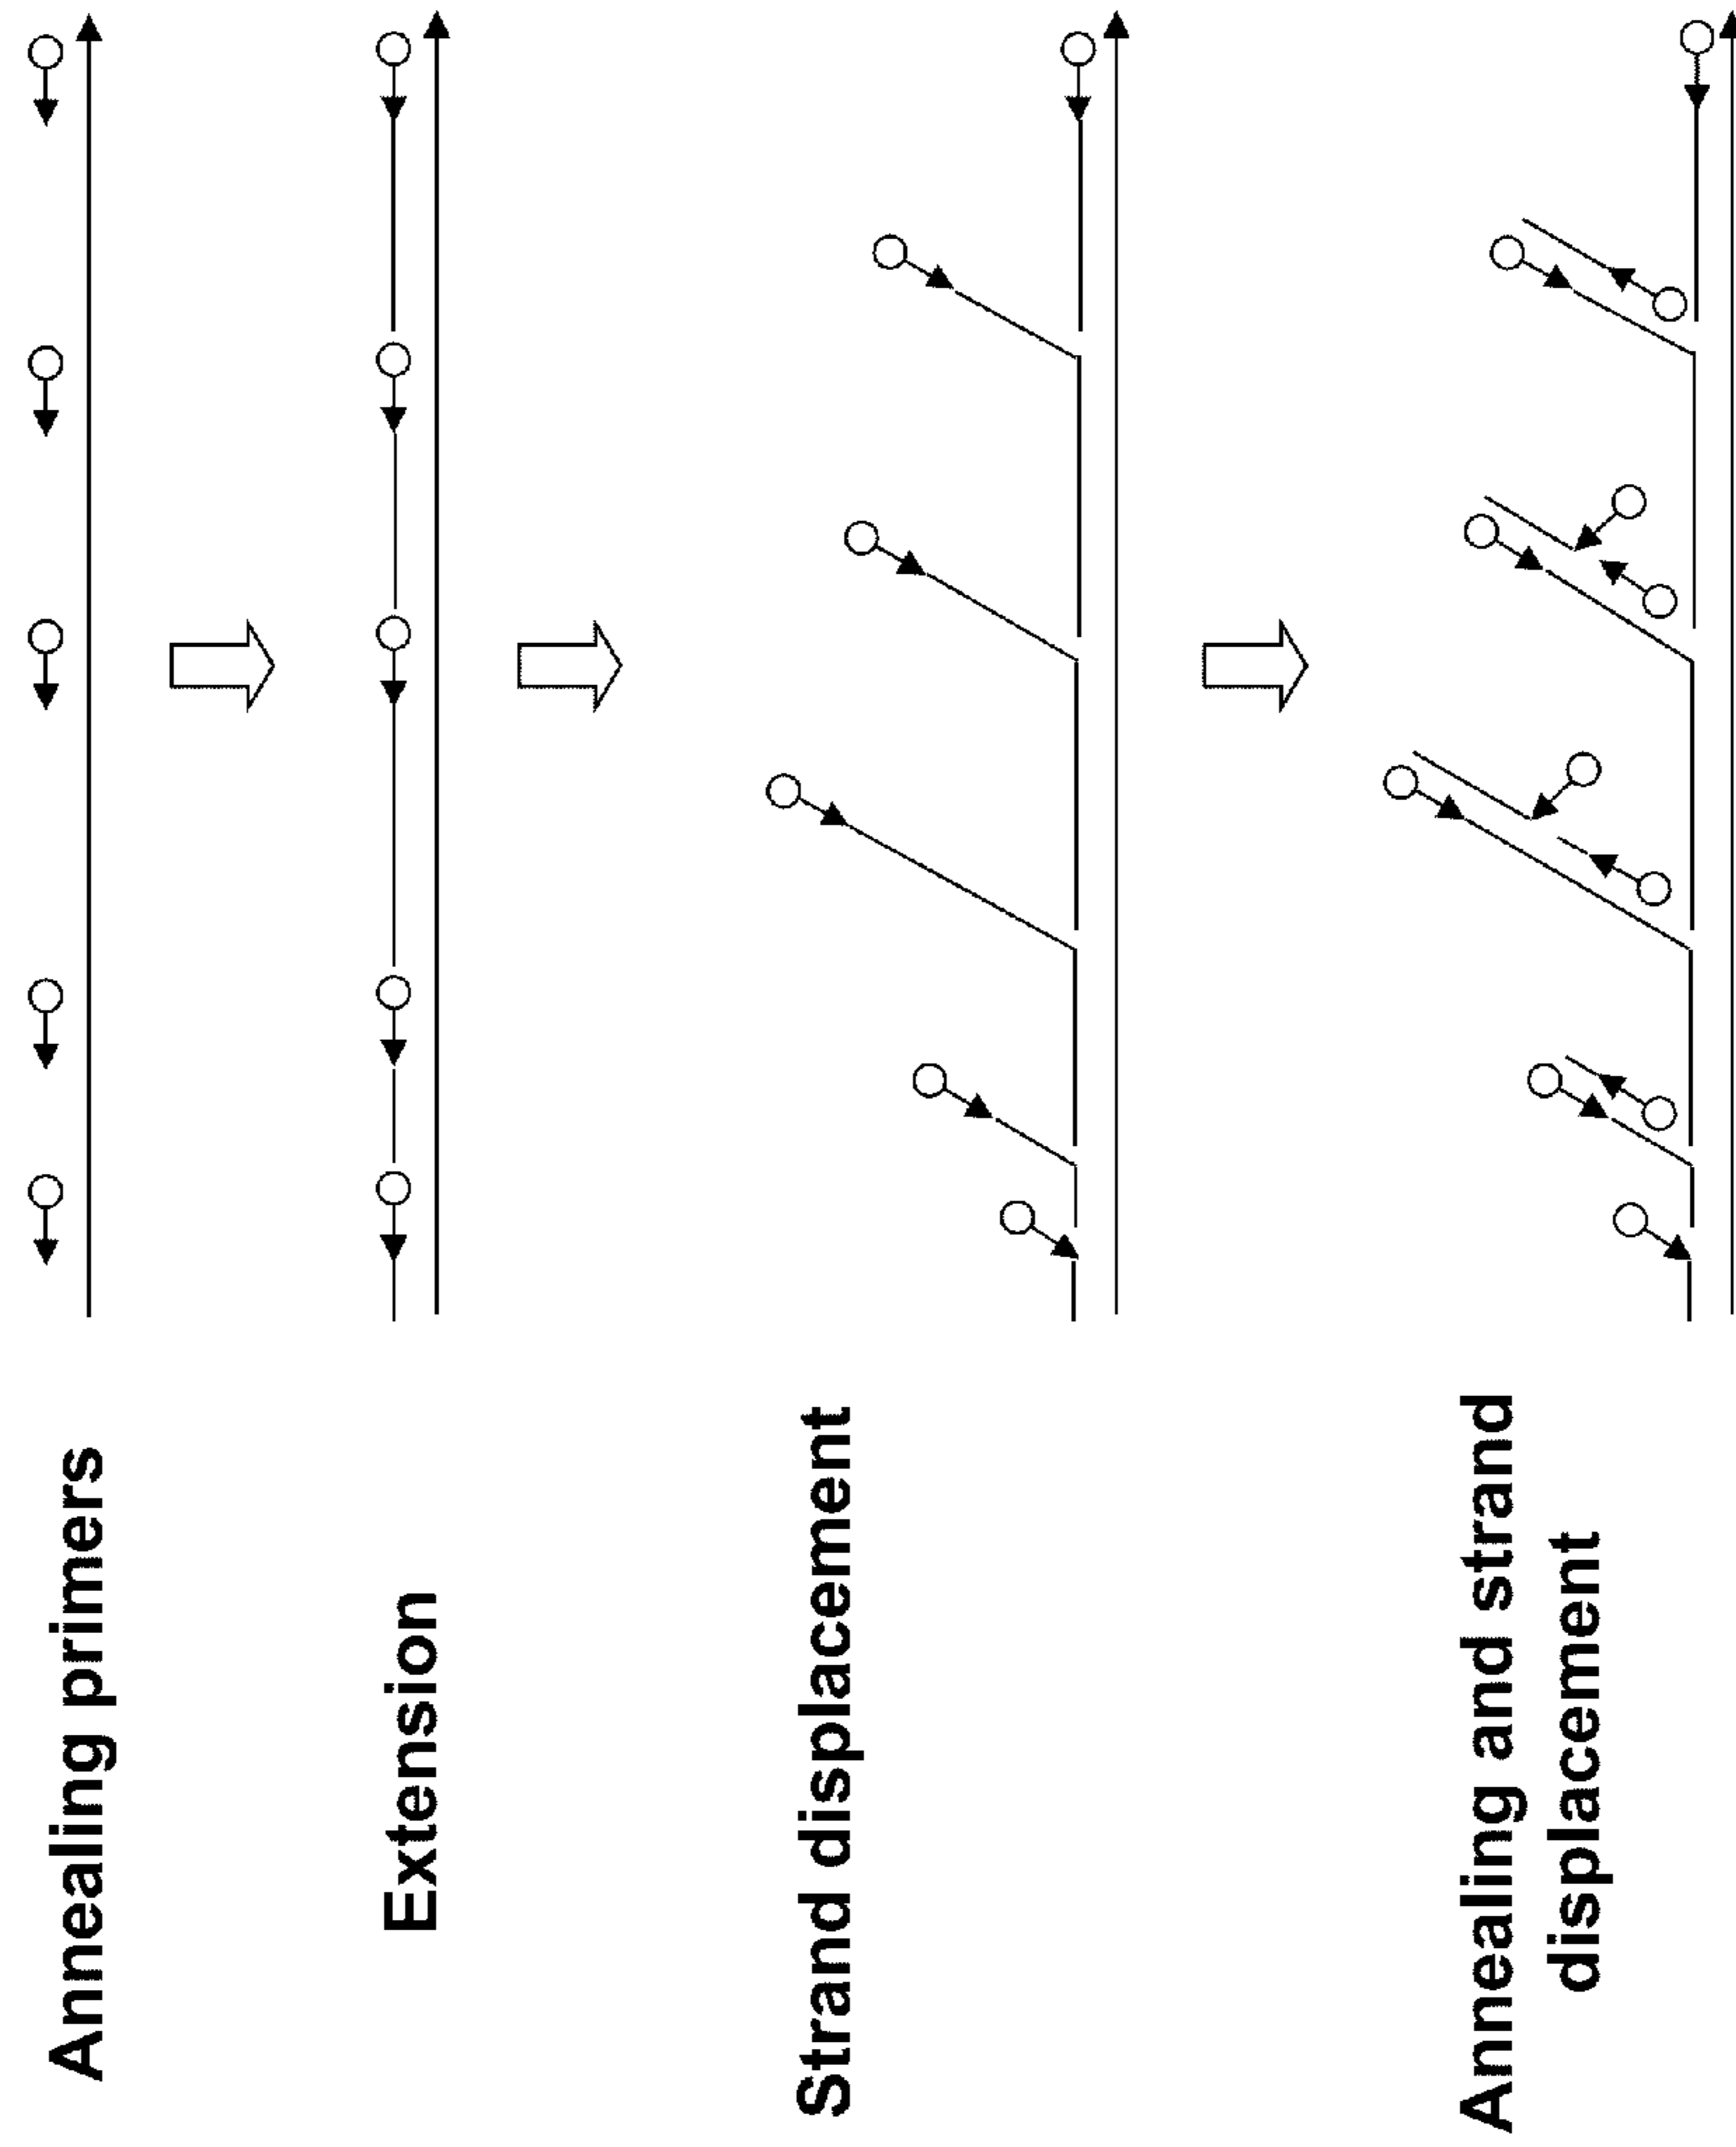 Annealing primers
Extension
Strand displacement
Annealing and strand
displacement